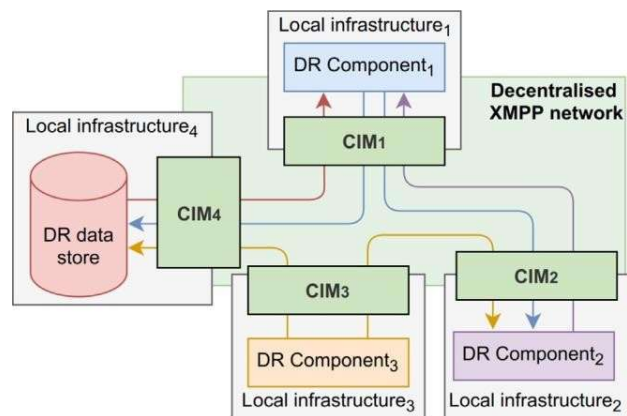 Local infrastructure₁
DR Component₁
Decentralised
XMPP network
CIM₁
Local infrastructure₄
DR data
store
CIM₄
CIM₂
CIM₃
DR Component₃
DR Component₂
Local infrastructure₃
Local infrastructure₂